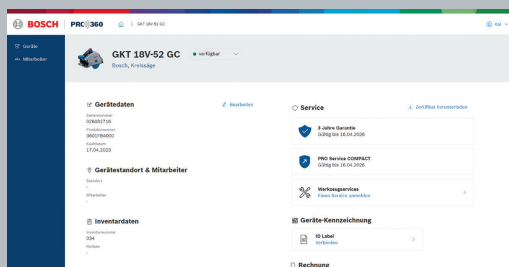 BOSCH
PRO360
GKT 18V-52 GC
Kai
Geräte
Mitarbeiter
GKT 18V-52 GC
verfügbar
Bosch, Kreissäge
Gerätedaten
Bearbeiten
Seriennummer
026082716
Produktnummer
3601FB4000
Kaufdatum
17.04.2023
Gerätestandort & Mitarbeiter
Standort
-
Mitarbeiter
-
Inventardaten
Inventarnummer
034
Notizen
-
Service
Zertifikat herunterladen
3 Jahre Garantie
Gültig bis 16.04.2026
PRO Service COMPACT
Gültig bis 16.04.2026
Werkzeugservices
Einen Service anmelden
Geräte-Kennzeichnung
ID Label
Verbinden
Rechnung